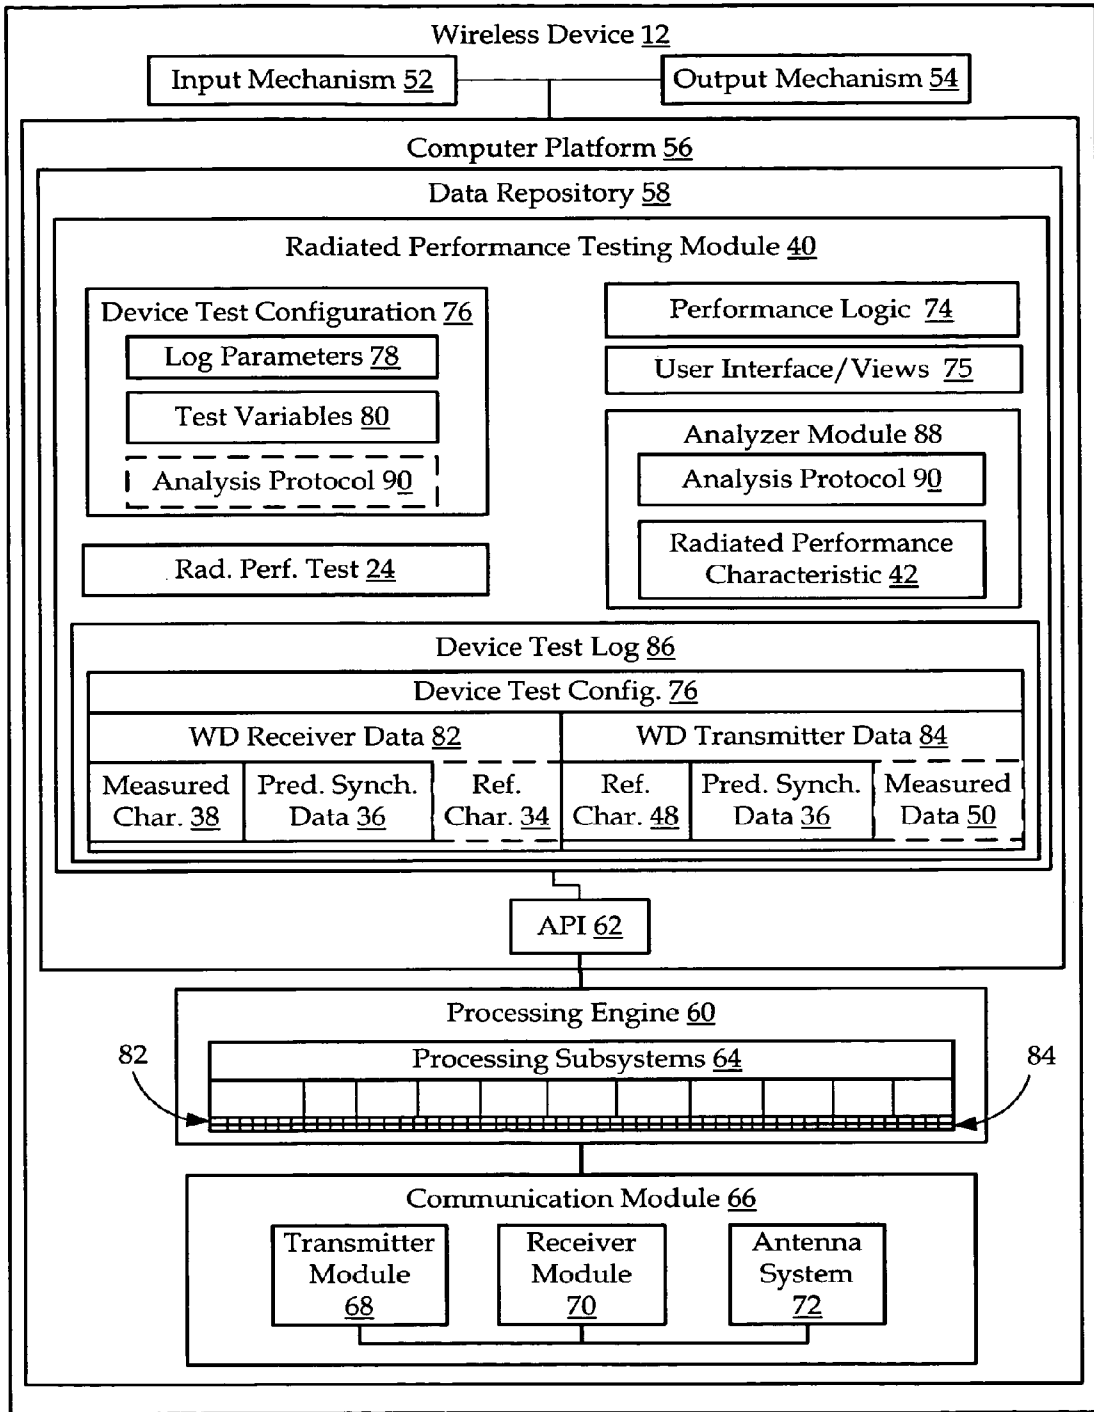 Wireless Device 12
Input Mechanism 52
Output Mechanism 54
Computer Platform 56
Data Repository 58
Radiated Performance Testing Module 40
Device Test Configuration 76
Log Parameters 78
Test Variables 80
Analysis Protocol 90
Rad. Perf. Test 24
Performance Logic 74
User Interface/Views 75
Analyzer Module 88
Analysis Protocol 90
Radiated Performance
Characteristic 42
Device Test Log 86
Device Test Config. 76
WD Receiver Data 82
WD Transmitter Data 84
Measured
Char. 38
Pred. Synch.
Data 36
Ref.
Char. 34
Ref.
Char. 48
Pred. Synch.
Data 36
Measured
Data 50
API 62
Processing Engine 60
82
Processing Subsystems 64
84
Communication Module 66
Transmitter
Module
68
Receiver
Module
70
Antenna
System
72